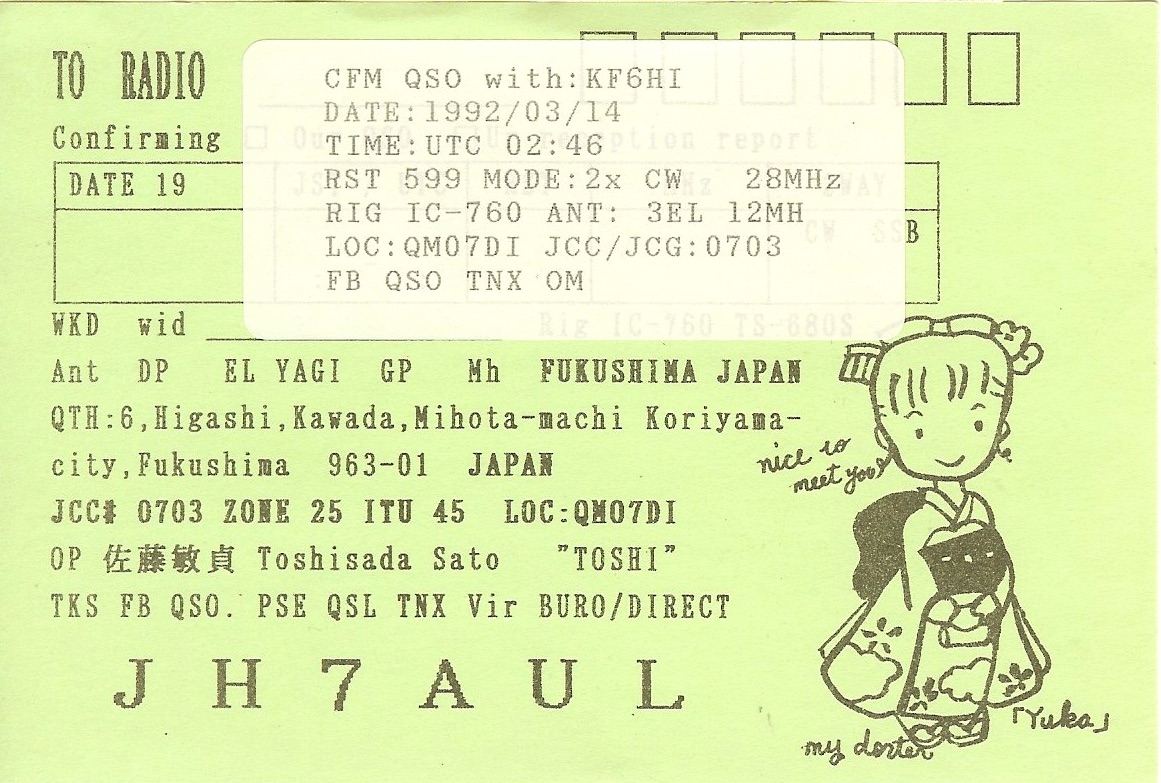 TO RADIO
CFM QSO with:KF6HI
DATE:1992/03/14
TIME:UTC 02:46
RST 599 MODE:2x CW 28MHz
RIG IC-760 ANT: 3EL 12MH
LOC:QM07DI JCC/JCG:0703
FB QSO TNX OM
Confirming
DATE 19
B
WKD wid
Rig IC-760 TS-680S
Ant DP EL YAGI GP Mh FUKUSHIMA JAPAN
QTH:6,Higashi,Kawada,Mihota-machi Koriyama-
city,Fukushima 963-01 JAPAN
JCC# 0703 ZONE 25 ITU 45 LOC:QM07DI
OP 佐藤敏貞 Toshisada Sato "TOSHI"
TKS FB QSO. PSE QSL TNX Vir BURO/DIRECT
JH7AUL
nice to
meet you
「Yuka」
my dorter